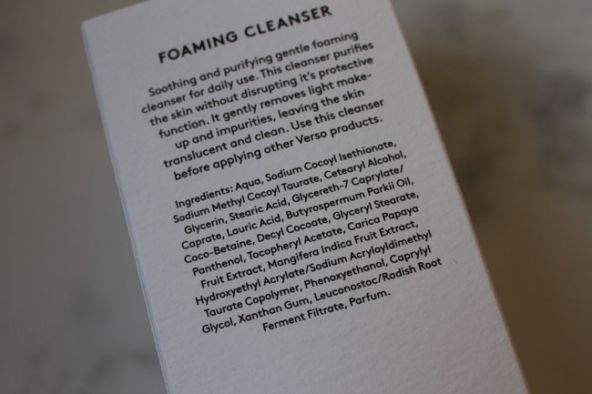 FOAMING CLEANSER
Soothing and purifying gentle foaming
cleanser for daily use. This cleanser purifies
the skin without disrupting it's protective
function. It gently removes light make-
up and impurities, leaving the skin
translucent and clean. Use this cleanser
before applying other Verso products.
Ingredients: Aqua, Sodium Cocoyl Isethionate,
Sodium Methyl Cocoyl Taurate, Cetearyl Alcohol,
Glycerin, Stearic Acid, Glycereth-7 Caprylate/
Caprate, Lauric Acid, Butyrospermum Parkii Oil,
Coco-Betaine, Decyl Cocoate, Glyceryl Stearate,
Panthenol, Tocopheryl Acetate, Carica Papaya
Fruit Extract, Mangifera Indica Fruit Extract,
Hydroxyethyl Acrylate/Sodium Acryloyldimethyl
Taurate Copolymer, Phenoxyethanol, Caprylyl
Glycol, Xanthan Gum, Leuconostoc/Radish Root
Ferment Filtrate, Parfum.